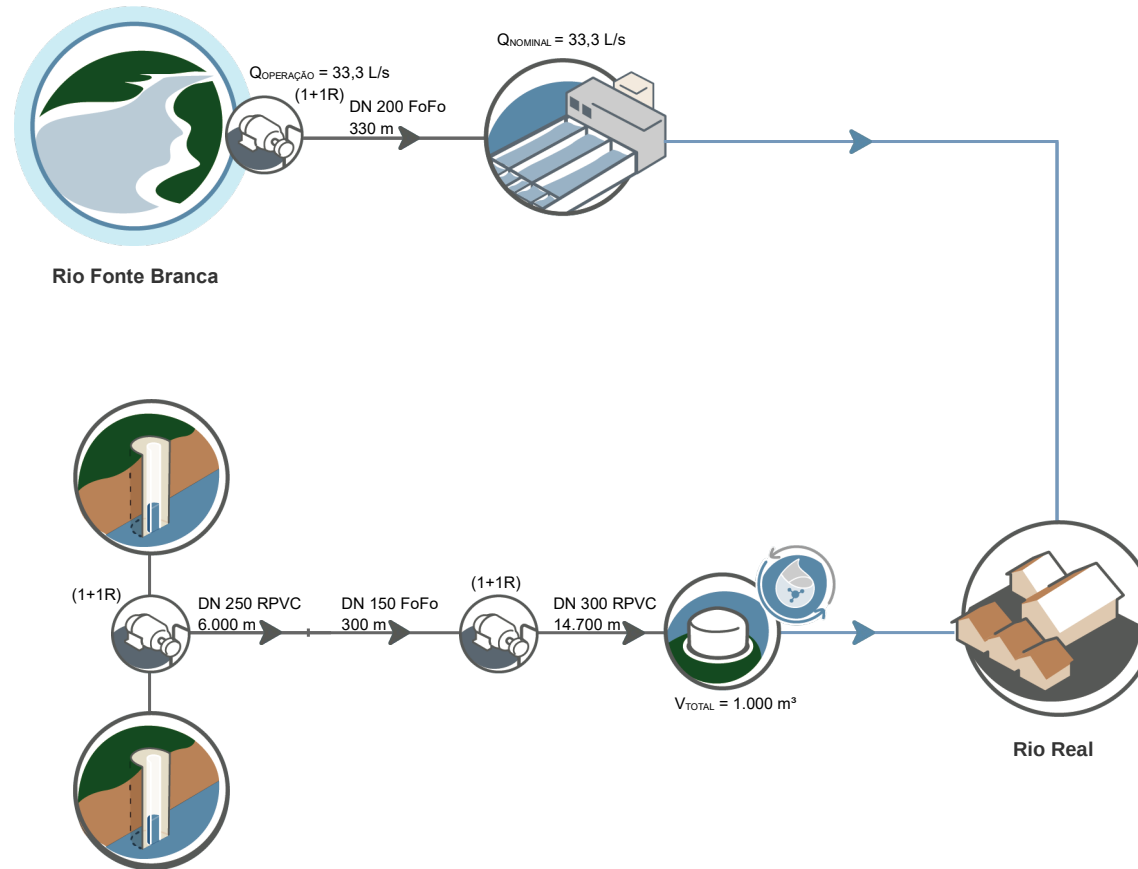 QNOMINAL = 33,3 L/s
QOPERAÇÃO = 33,3 L/s
(1+1R)
DN 200 FoFo
330 m
Rio Fonte Branca
(1+1R)
DN 250 RPVC
6.000 m
DN 150 FoFo
300 m
(1+1R)
DN 300 RPVC
14.700 m
VTOTAL = 1.000 m³
Rio Real